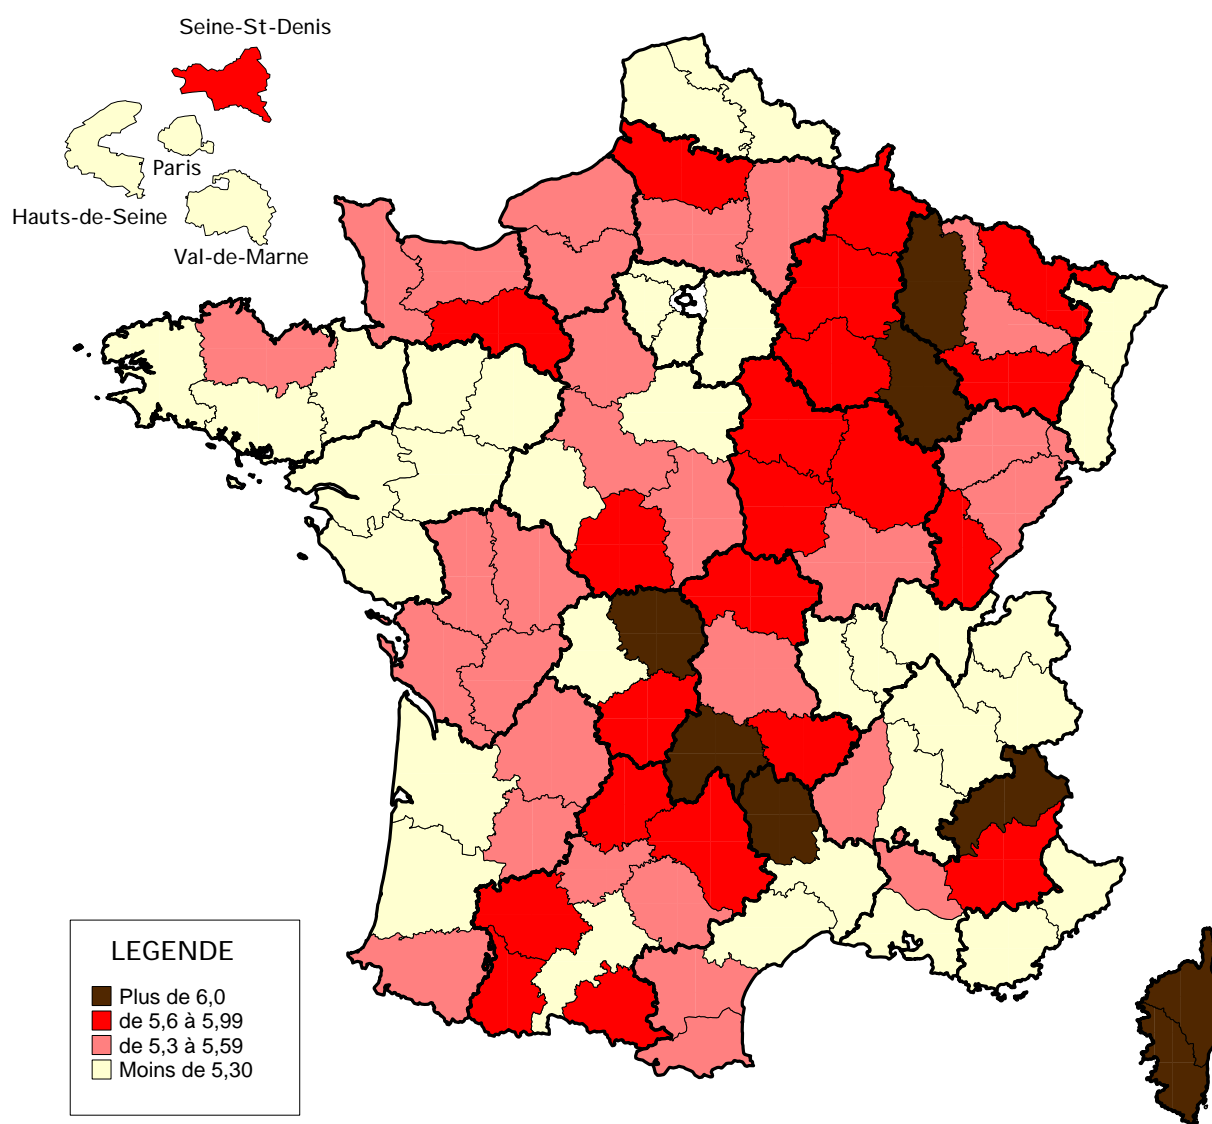 Seine-St-Denis
Paris
Hauts-de-Seine
Val-de-Marne
LEGENDE
Plus de 6,0
de 5,6 à 5,99
de 5,3 à 5,59
Moins de 5,30